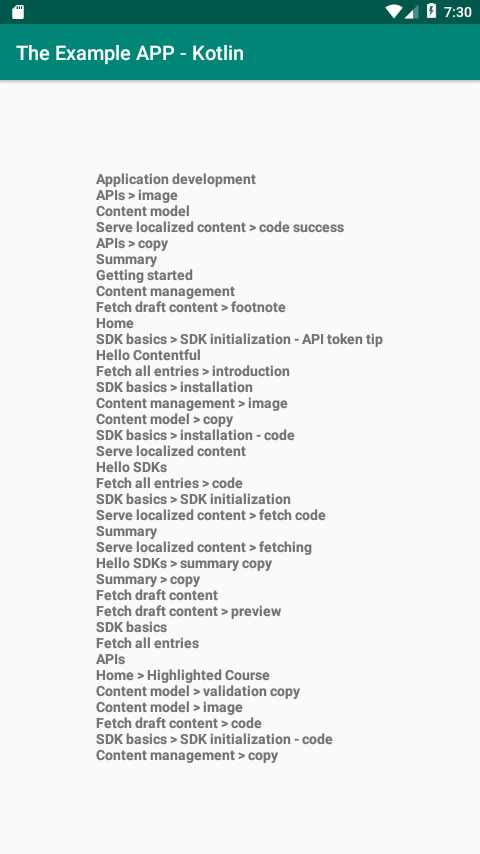 7:30
The Example APP - Kotlin
Application development
APIs > image
Content model
Serve localized content > code success
APIs > copy
Summary
Getting started
Content management
Fetch draft content > footnote
Home
SDK basics > SDK initialization - API token tip
Hello Contentful
Fetch all entries > introduction
SDK basics > installation
Content management > image
Content model > copy
SDK basics > installation - code
Serve localized content
Hello SDKs
Fetch all entries > code
SDK basics > SDK initialization
Serve localized content > fetch code
Summary
Serve localized content > fetching
Hello SDKs > summary copy
Summary > copy
Fetch draft content
Fetch draft content > preview
SDK basics
Fetch all entries
APIs
Home > Highlighted Course
Content model > validation copy
Content model > image
Fetch draft content > code
SDK basics > SDK initialization - code
Content management > copy